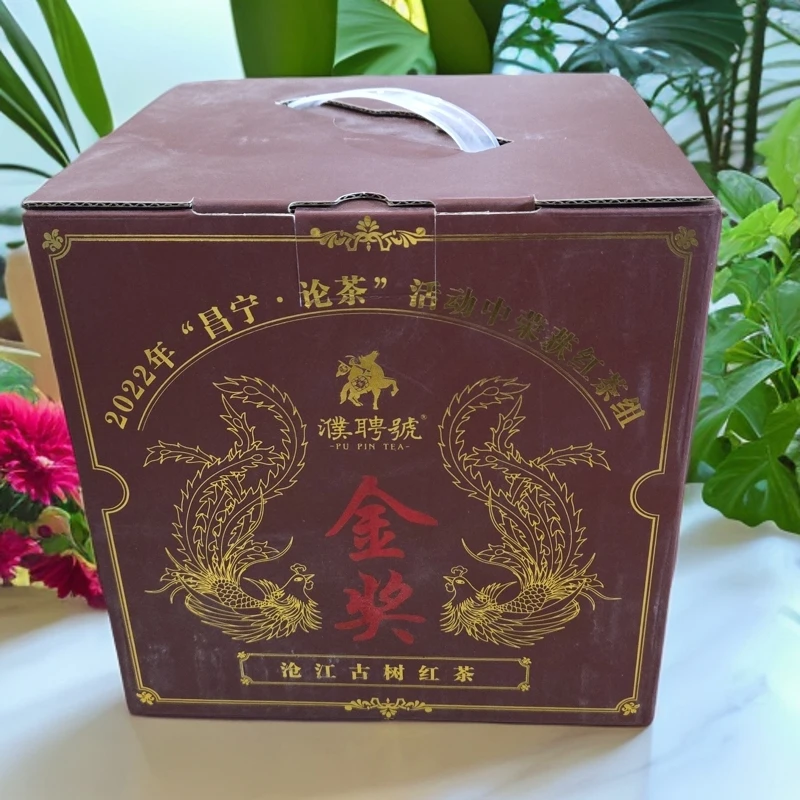 2022年“昌宁·论茶”活动中荣获红茶组
濮聘號®
-PU PIN TEA-
金
奖
沧江古树红茶